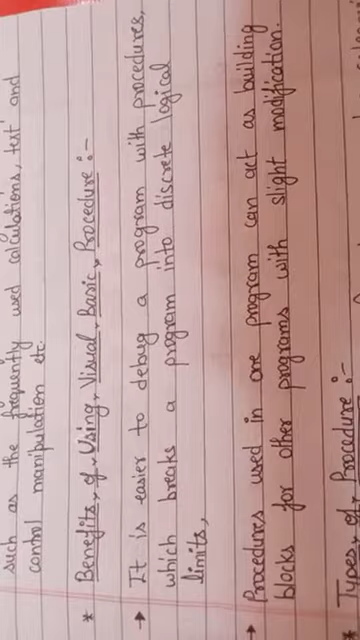 such as the frequently used calculations, text and
control manipulation etc.
* Benefits of Using Visual Basic Procedure :-
→ It is easier to debug a program with procedures,
which breaks a program into discrete logical
limits,
→ Procedures used in one program can act as building
blocks for other programs with slight modification.
* Types of Procedure :-